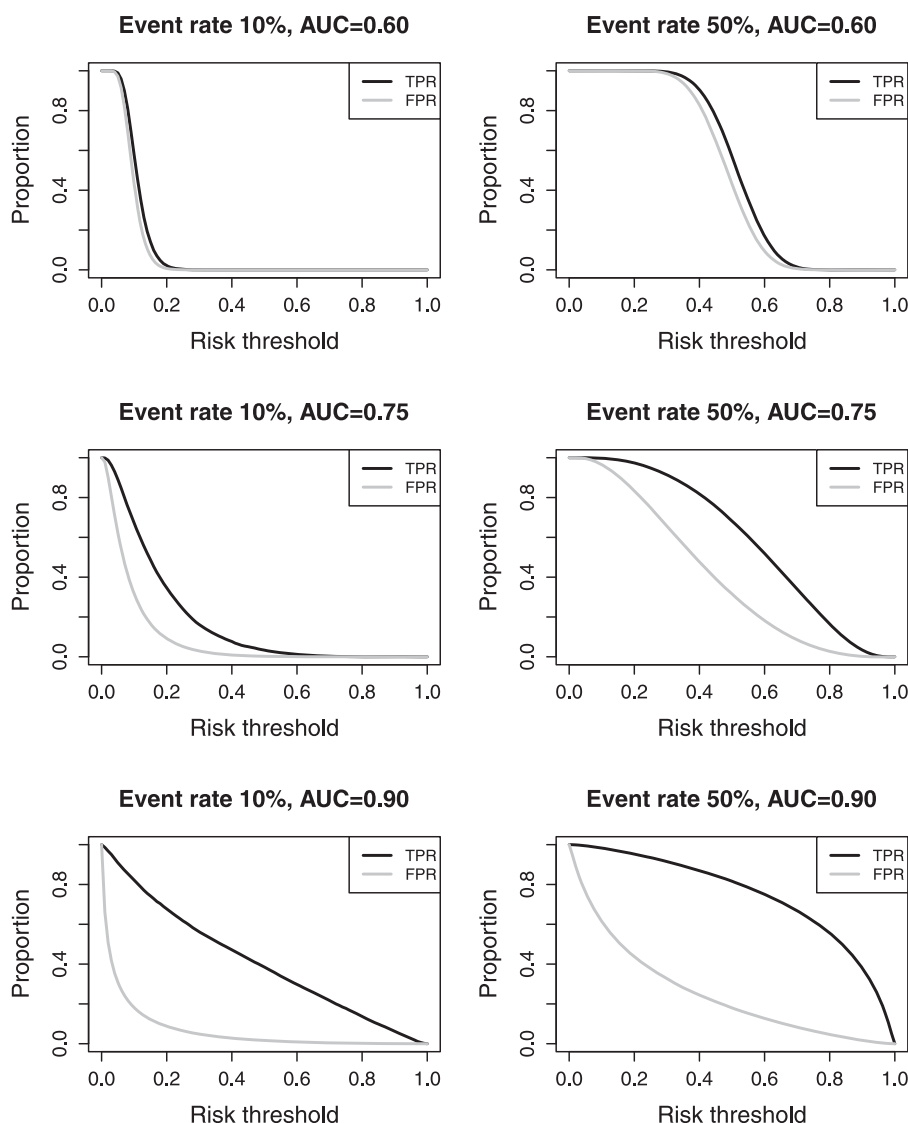 Event rate 10%, AUC=0.60
TPR
FPR
Proportion
0.0 0.4 0.8
0.0 0.2 0.4 0.6 0.8 1.0
Risk threshold
Event rate 50%, AUC=0.60
TPR
FPR
Proportion
0.0 0.4 0.8
0.0 0.2 0.4 0.6 0.8 1.0
Risk threshold
Event rate 10%, AUC=0.75
TPR
FPR
Proportion
0.0 0.4 0.8
0.0 0.2 0.4 0.6 0.8 1.0
Risk threshold
Event rate 50%, AUC=0.75
TPR
FPR
Proportion
0.0 0.4 0.8
0.0 0.2 0.4 0.6 0.8 1.0
Risk threshold
Event rate 10%, AUC=0.90
TPR
FPR
Proportion
0.0 0.4 0.8
0.0 0.2 0.4 0.6 0.8 1.0
Risk threshold
Event rate 50%, AUC=0.90
TPR
FPR
Proportion
0.0 0.4 0.8
0.0 0.2 0.4 0.6 0.8 1.0
Risk threshold